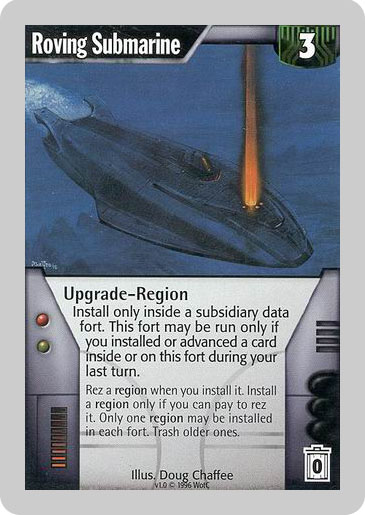 Roving Submarine
3
Upgrade-Region
Install only inside a subsidiary data
fort. This fort may be run only if
you installed or advanced a card
inside or on this fort during your
last turn.
Rez a region when you install it. Install
a region only if you can pay to rez
it. Only one region may be installed
in each fort. Trash older ones.
0
Illus. Doug Chaffee
v1.0 © 1996 WotC